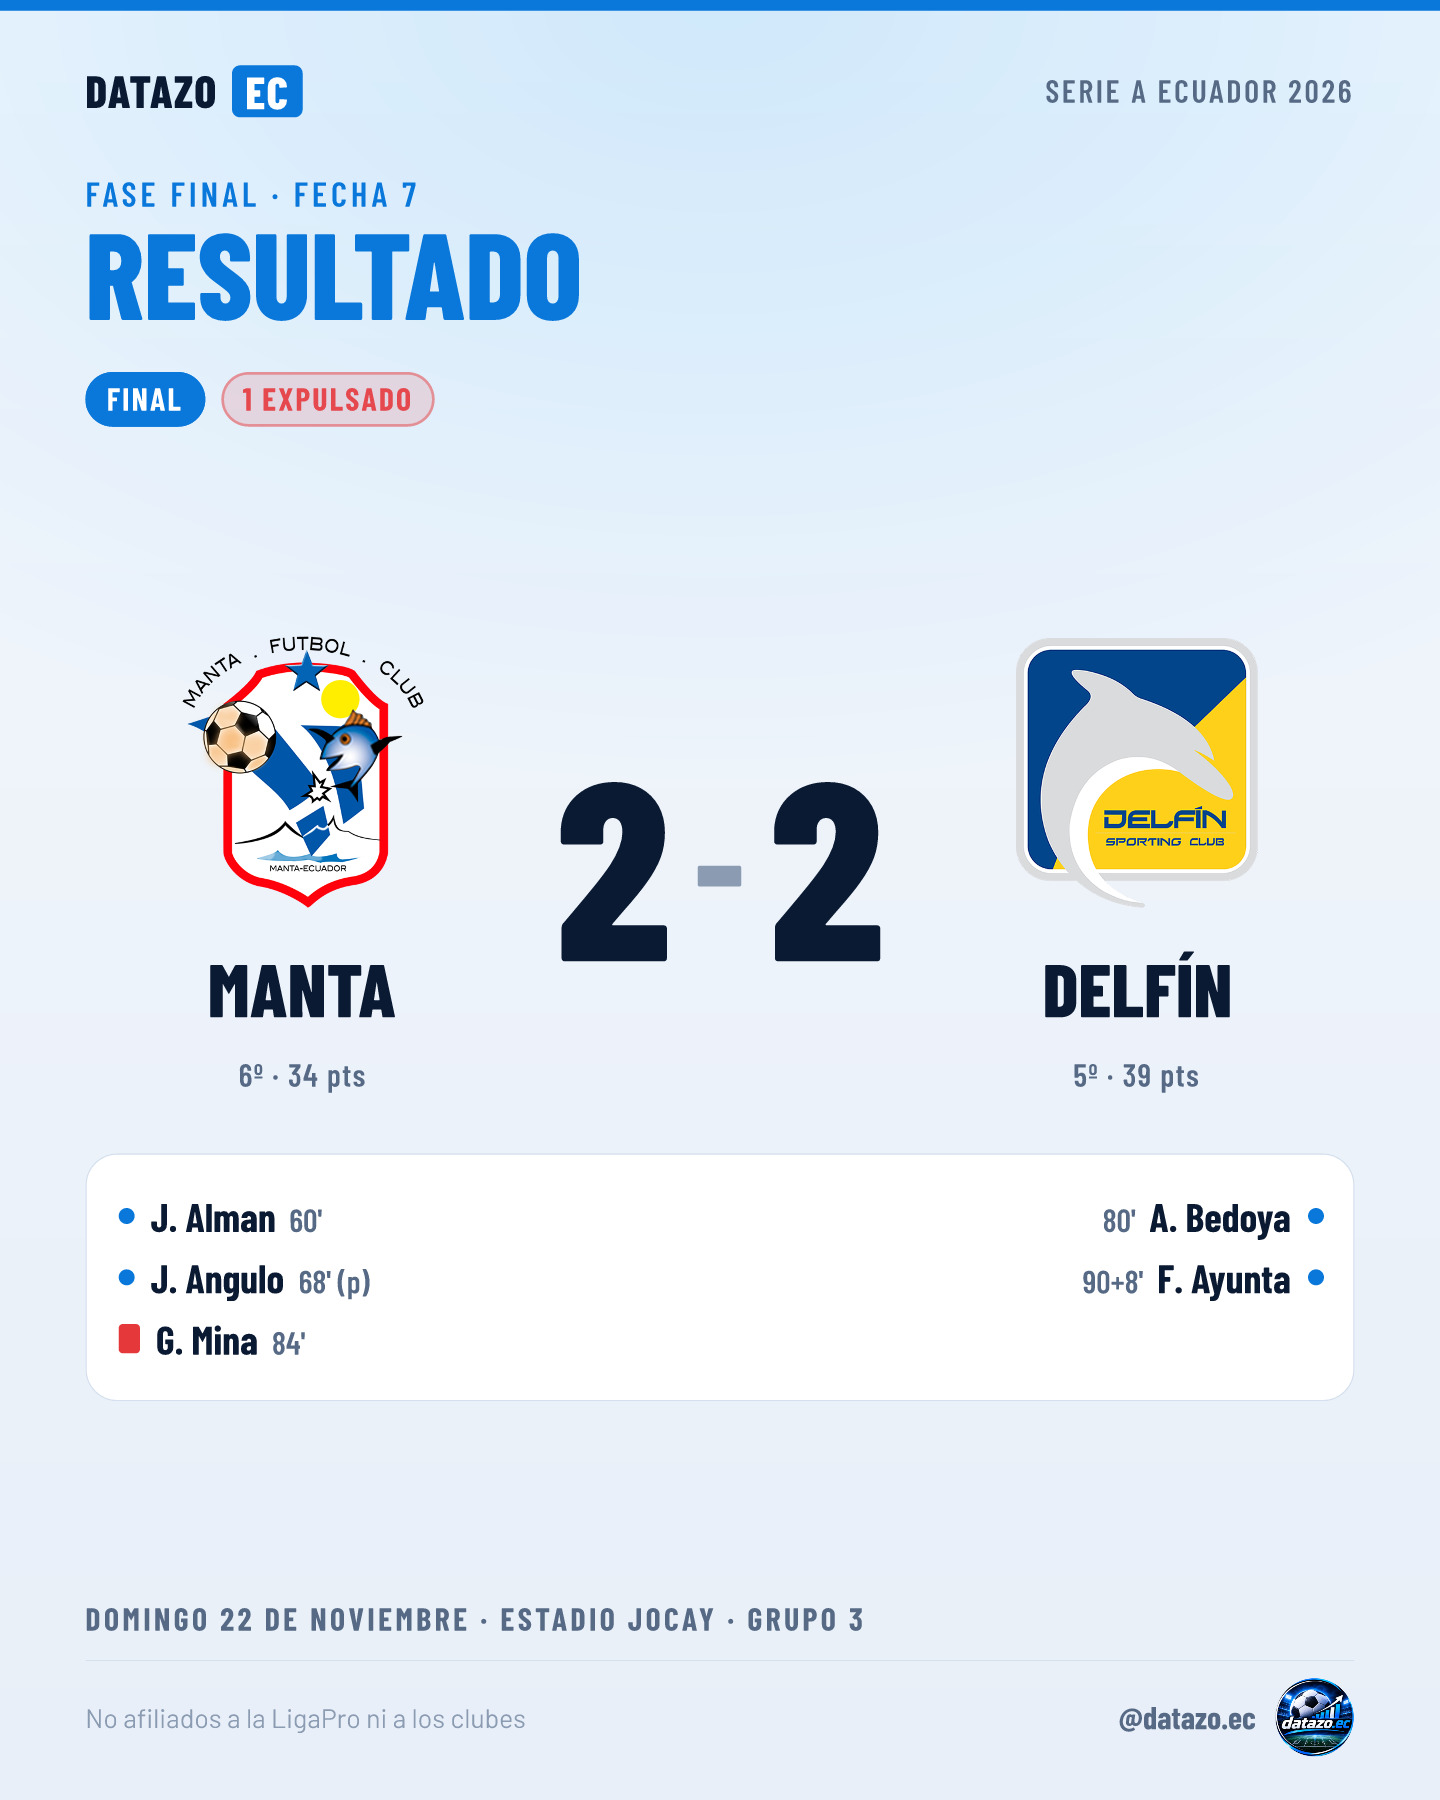 DATAZO EC
SERIE A ECUADOR 2026
FASE FINAL · FECHA 7
RESULTADO
FINAL
1 EXPULSADO
MANTA · FUTBOL · CLUB
MANTA-ECUADOR
DELFÍN
SPORTING CLUB
2 - 2
MANTA
DELFÍN
6º · 34 pts
5º · 39 pts
J. Alman 60'
80' A. Bedoya
J. Angulo 68' (p)
90+8' F. Ayunta
G. Mina 84'
DOMINGO 22 DE NOVIEMBRE · ESTADIO JOCAY · GRUPO 3
No afiliados a la LigaPro ni a los clubes
@datazo.ec
datazo.ec